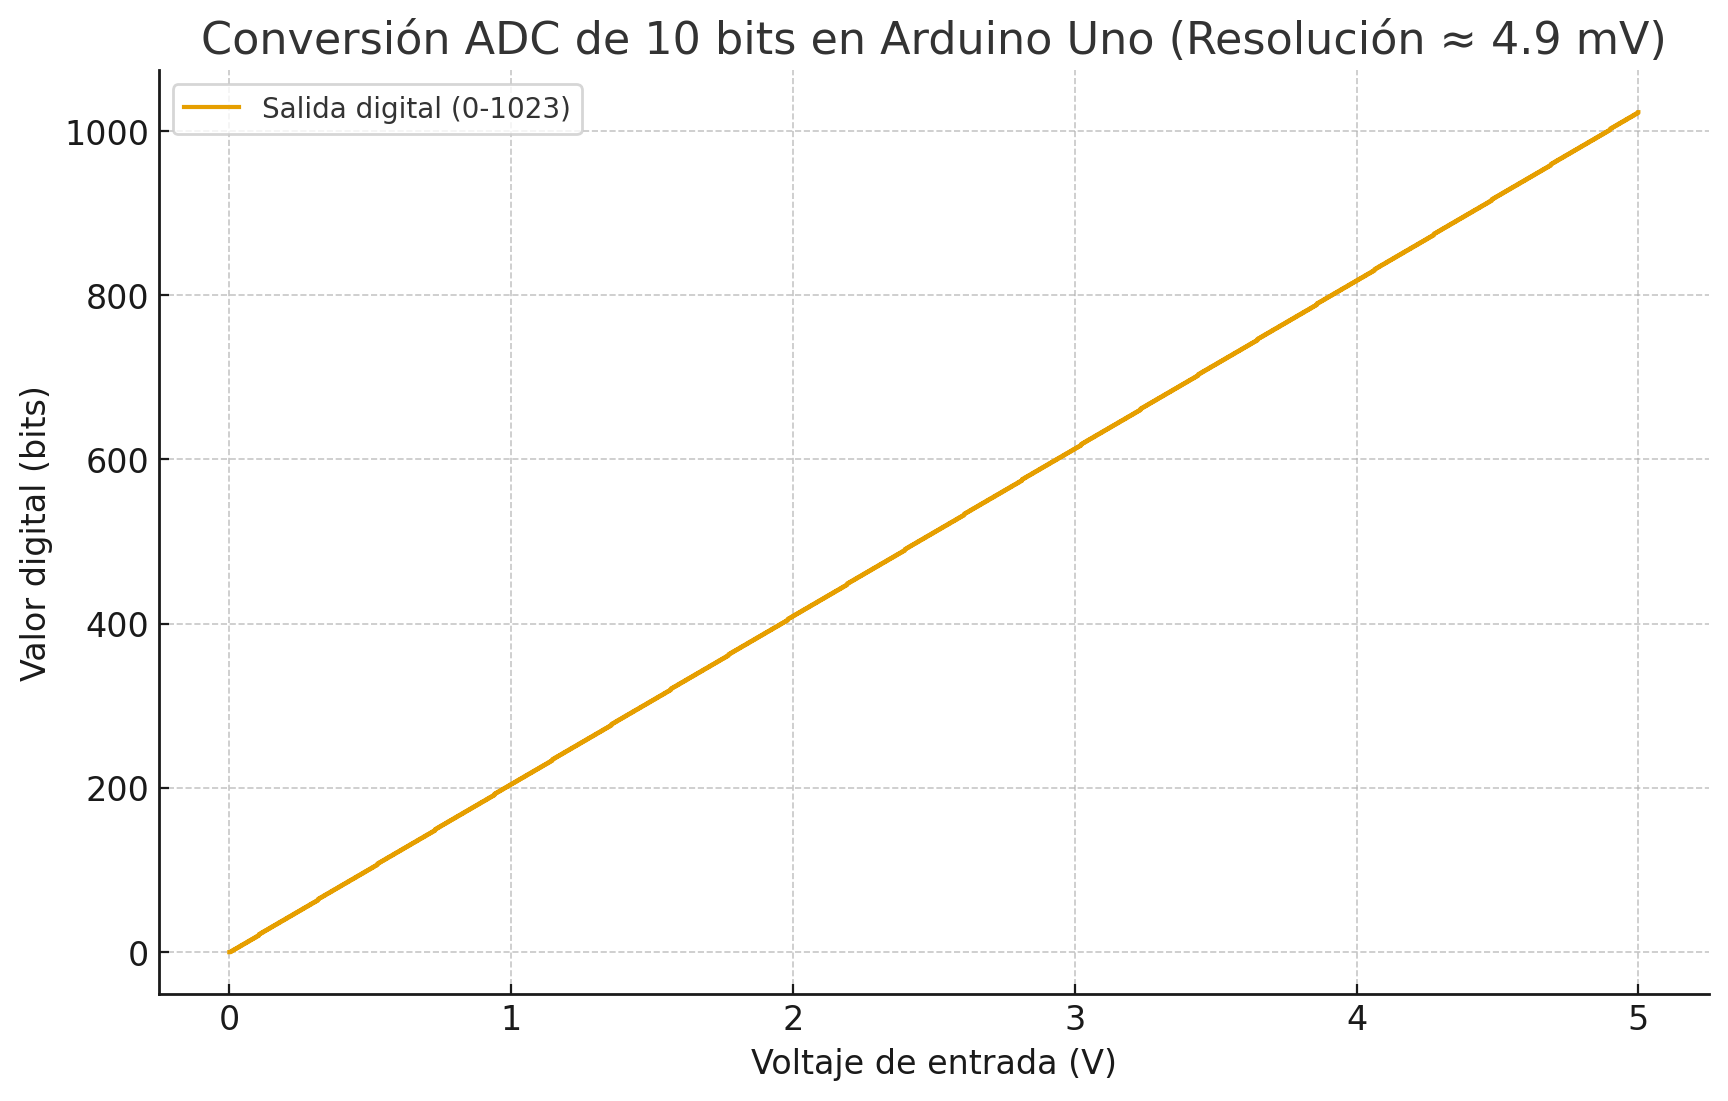 Conversión ADC de 10 bits en Arduino Uno (Resolución ≈ 4.9 mV)
Salida digital (0-1023)
1000
800
600
400
200
0
Valor digital (bits)
0 1 2 3 4 5
Voltaje de entrada (V)